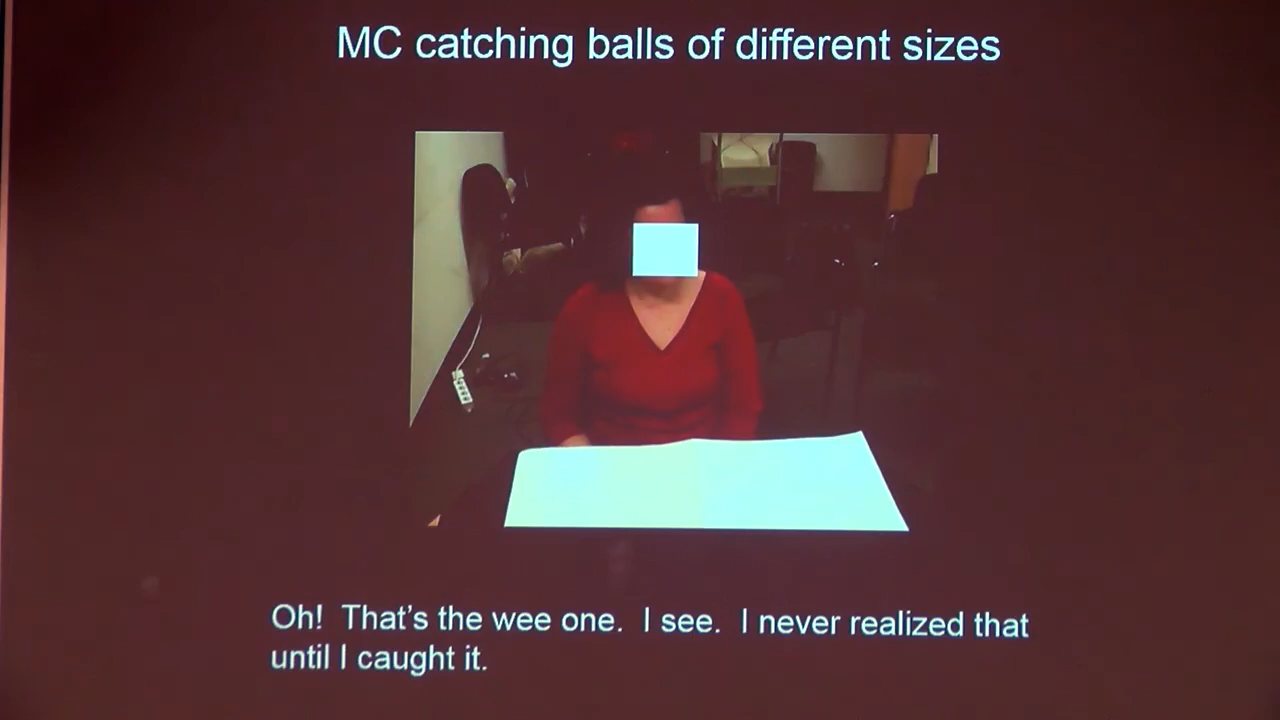 MC catching balls of different sizes
Oh!  That's the wee one.  I see.  I never realized that
until I caught it.